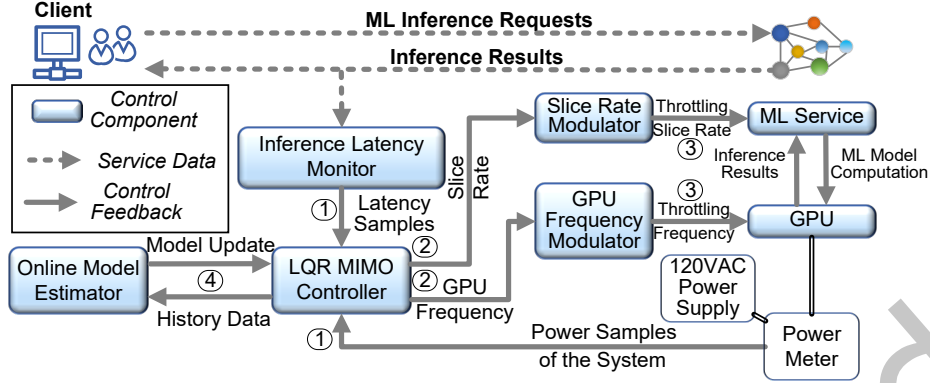 Client
ML Inference Requests
Inference Results
Control
Component
Service Data
Control
Feedback
Inference Latency
Monitor
①
Latency
Samples
Slice
Rate
Slice Rate
Modulator
Throttling
Slice Rate
③
ML Service
Inference
Results
ML Model
Computation
GPU
Frequency
Modulator
③
Throttling
Frequency
GPU
Online Model
Estimator
Model Update
④
History Data
LQR MIMO
Controller
②
②
GPU
Frequency
①
Power Samples
of the System
120VAC
Power
Supply
Power
Meter